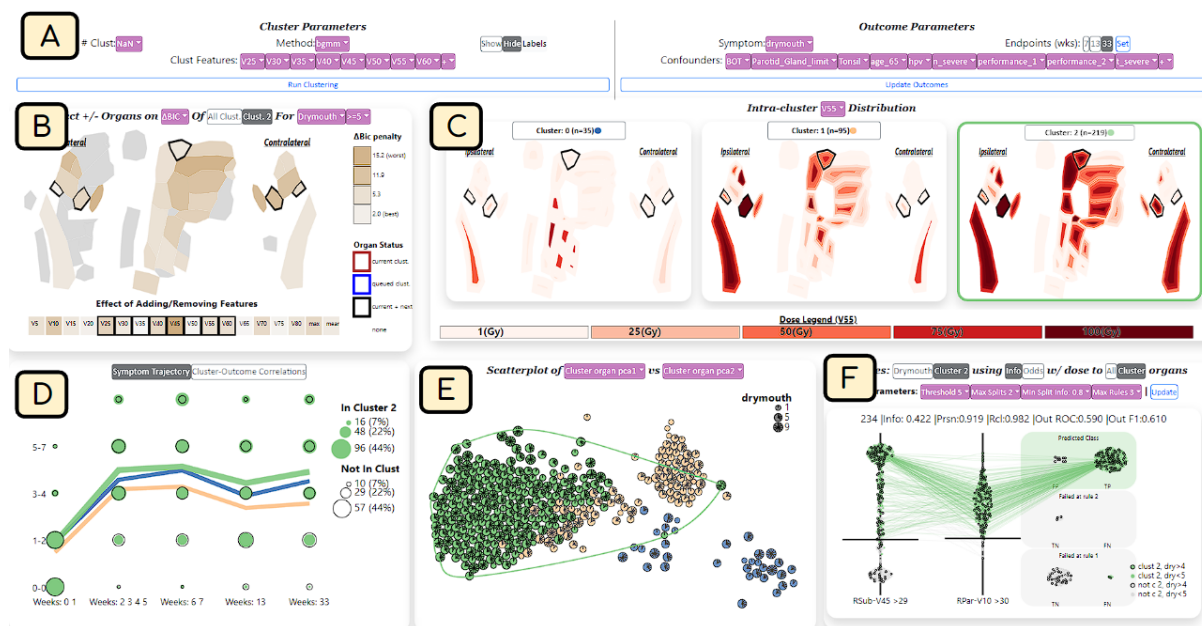 A
Cluster Parameters
# Clust: NaN
Method: bgmm
Show Hide Labels
Clust Features: V25 V30 V35 V40 V45 V50 V55 V60 +
Run Clustering
Outcome Parameters
Symptom: drymouth
Endpoints (wks): 7 13 33 Set
Confounders: BOT Parotid_Gland_limit Tonsil age_65 hpv n_severe performance_1 performance_2 t_severe +
Update Outcomes
B
+/- Organs on ΔBIC Of All Clust. Clust. 2 For Drymouth >=5
Contralateral
ΔBic penalty
15.2 (worst)
11.9
5.3
2.0 (best)
Organ Status
current clust.
queued clust.
current + next
none
Effect of Adding/Removing Features
V5 V10 V15 V20 V25 V30 V35 V40 V45 V50 V55 V60 V65 V70 V75 V80 max mean
C
Intra-cluster V55 Distribution
Cluster: 0 (n=35)
Ipsilateral
Contralateral
Cluster: 1 (n=95)
Ipsilateral
Contralateral
Cluster: 2 (n=219)
Ipsilateral
Contralateral
Dose Legend (V55)
1(Gy) 25(Gy) 50(Gy) 75(Gy) 100(Gy)
D
Symptom Trajectory Cluster-Outcome Correlations
5-7
3-4
1-2
0-0
Weeks: 0 1 Weeks: 2 3 4 5 Weeks: 6 7 Weeks: 13 Weeks: 33
In Cluster 2
16 (7%)
48 (22%)
96 (44%)
Not In Clust
10 (7%)
29 (22%)
57 (44%)
E
Scatterplot of Cluster organ pca1 vs Cluster organ pca2
drymouth
1
5
9
F
Drymouth Cluster 2 using Info Odds w/ dose to All Cluster organs
Threshold 5 Max Splits 2 Min Split Info: 0.8 Max Rules 3 | Update
234 |Info: 0.422 |Prsn:0.919 |Rcl:0.982 |Out ROC:0.590 |Out F1:0.610
Predicted Class
TP
Failed at rule 2
TN FN
Failed at rule 1
TN FN
RSub-V45 >29
RPar-V10 >30
clust 2, dry>4
clust 2, dry<5
not c 2, dry>4
not c 2, dry<5